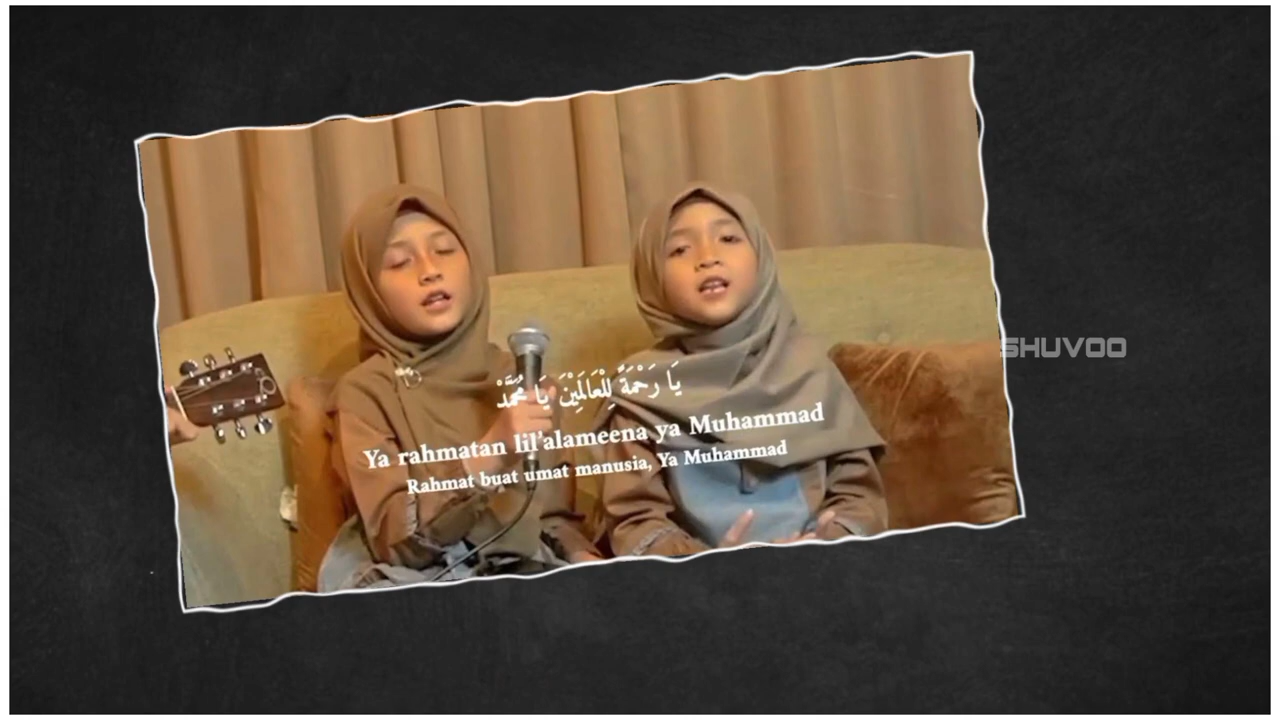 يَا رَحْمَةً لِلْعَالَمِيْنَ يَا مُحَمَّدْ
Ya rahmatan lil'alameena ya Muhammad
Rahmat buat umat manusia, Ya Muhammad
SHUVOO